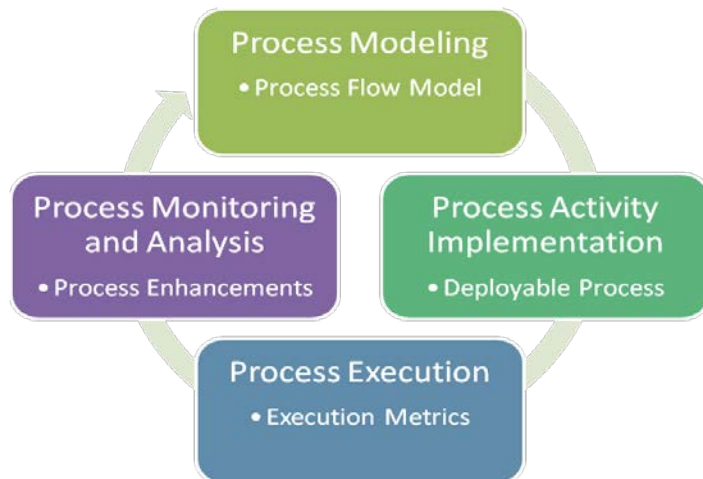 Process Modeling
• Process Flow Model
Process Monitoring
and Analysis
• Process Enhancements
Process Activity
Implementation
• Deployable Process
Process Execution
• Execution Metrics